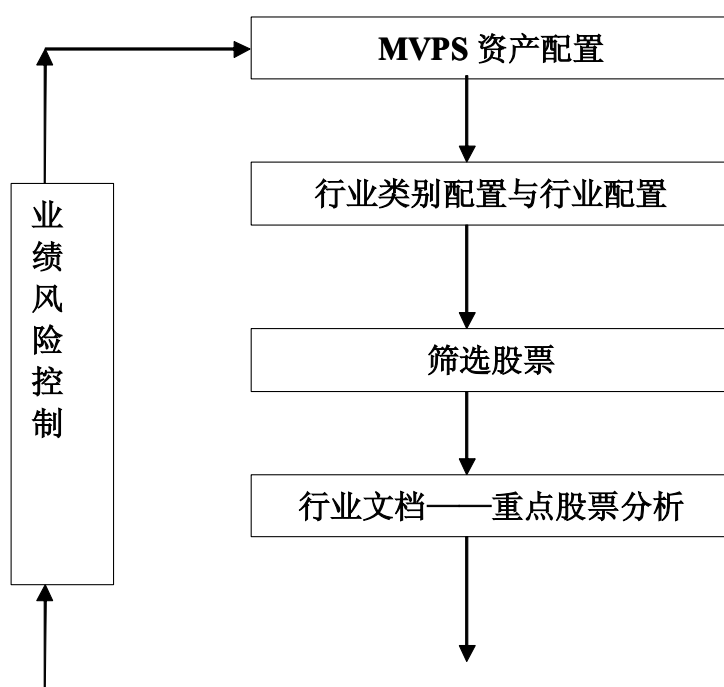 MVPS 资产配置
行业类别配置与行业配置
筛选股票
行业文档——重点股票分析
业
绩
风
险
控
制